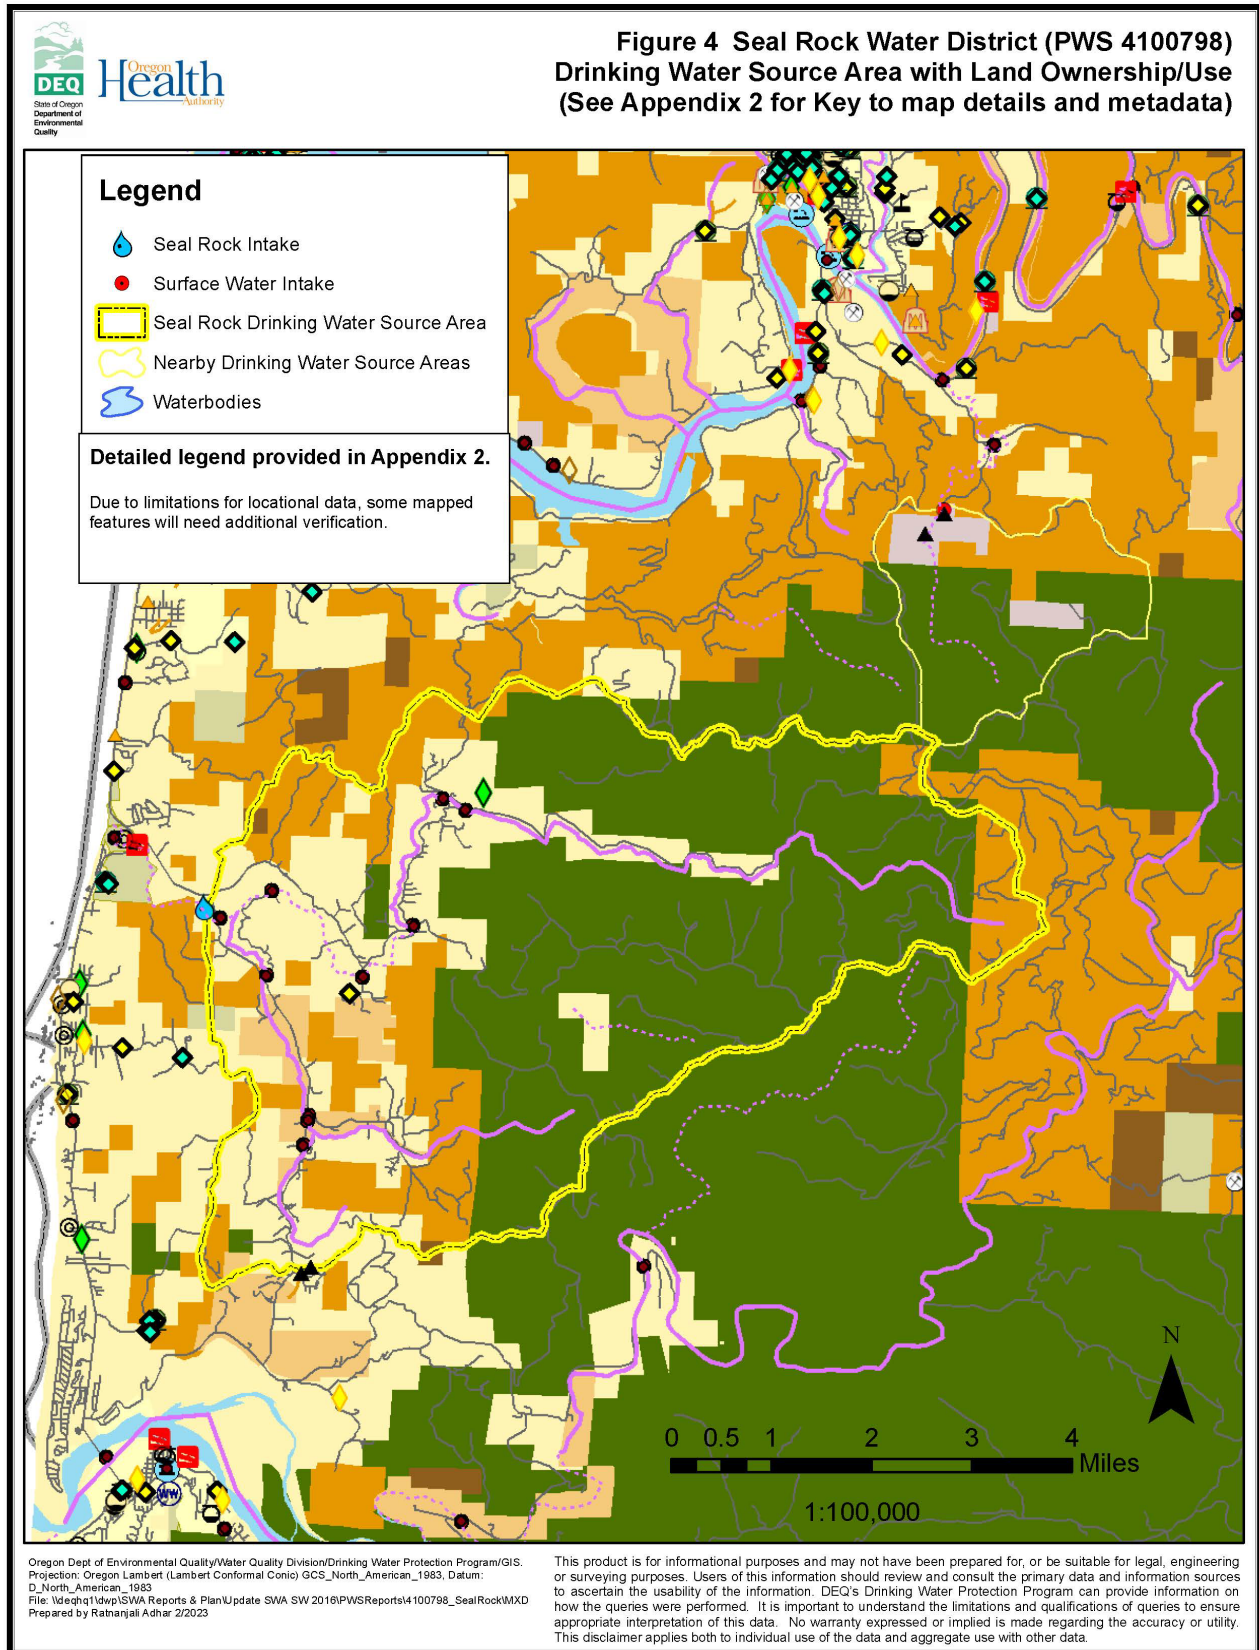 DEQ
State of Oregon
Department of
Environmental
Quality
Oregon
Health
Authority
Figure 4 Seal Rock Water District (PWS 4100798)
Drinking Water Source Area with Land Ownership/Use
(See Appendix 2 for Key to map details and metadata)
Legend
Seal Rock Intake
Surface Water Intake
Seal Rock Drinking Water Source Area
Nearby Drinking Water Source Areas
Waterbodies
Detailed legend provided in Appendix 2.
Due to limitations for locational data, some mapped
features will need additional verification.
N
0 0.5 1 2 3 4
Miles
1:100,000
WW
Oregon Dept of Environmental Quality/Water Quality Division/Drinking Water Protection Program/GIS.
Projection: Oregon Lambert (Lambert Conformal Conic) GCS_North_American_1983, Datum:
D_North_American_1983
File: \\deqhq1\dwp\SWA Reports & Plan\Update SWA SW 2016\PWSReports\4100798_SealRock\MXD
Prepared by Ratnanjali Adhar 2/2023
This product is for informational purposes and may not have been prepared for, or be suitable for legal, engineering
or surveying purposes. Users of this information should review and consult the primary data and information sources
to ascertain the usability of the information. DEQ's Drinking Water Protection Program can provide information on
how the queries were performed. It is important to understand the limitations and qualifications of queries to ensure
appropriate interpretation of this data. No warranty expressed or implied is made regarding the accuracy or utility.
This disclaimer applies both to individual use of the data and aggregate use with other data.